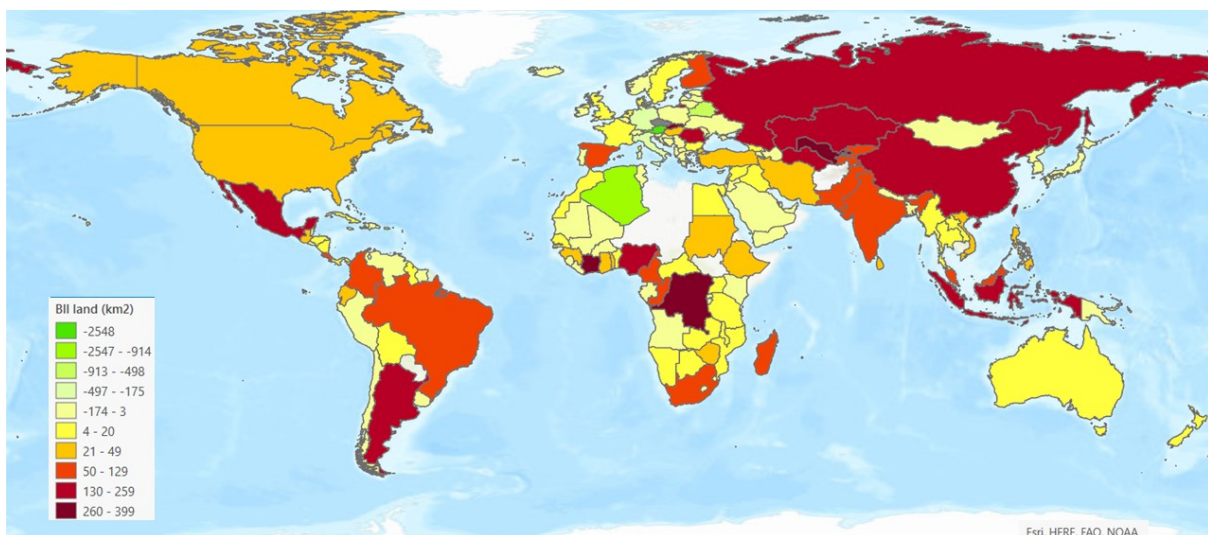 BII land (km2)
-2548
-2547 - -914
-913 - -498
-497 - -175
-174 - 3
4 - 20
21 - 49
50 - 129
130 - 259
260 - 399
Esri, HERE, FAO, NOAA